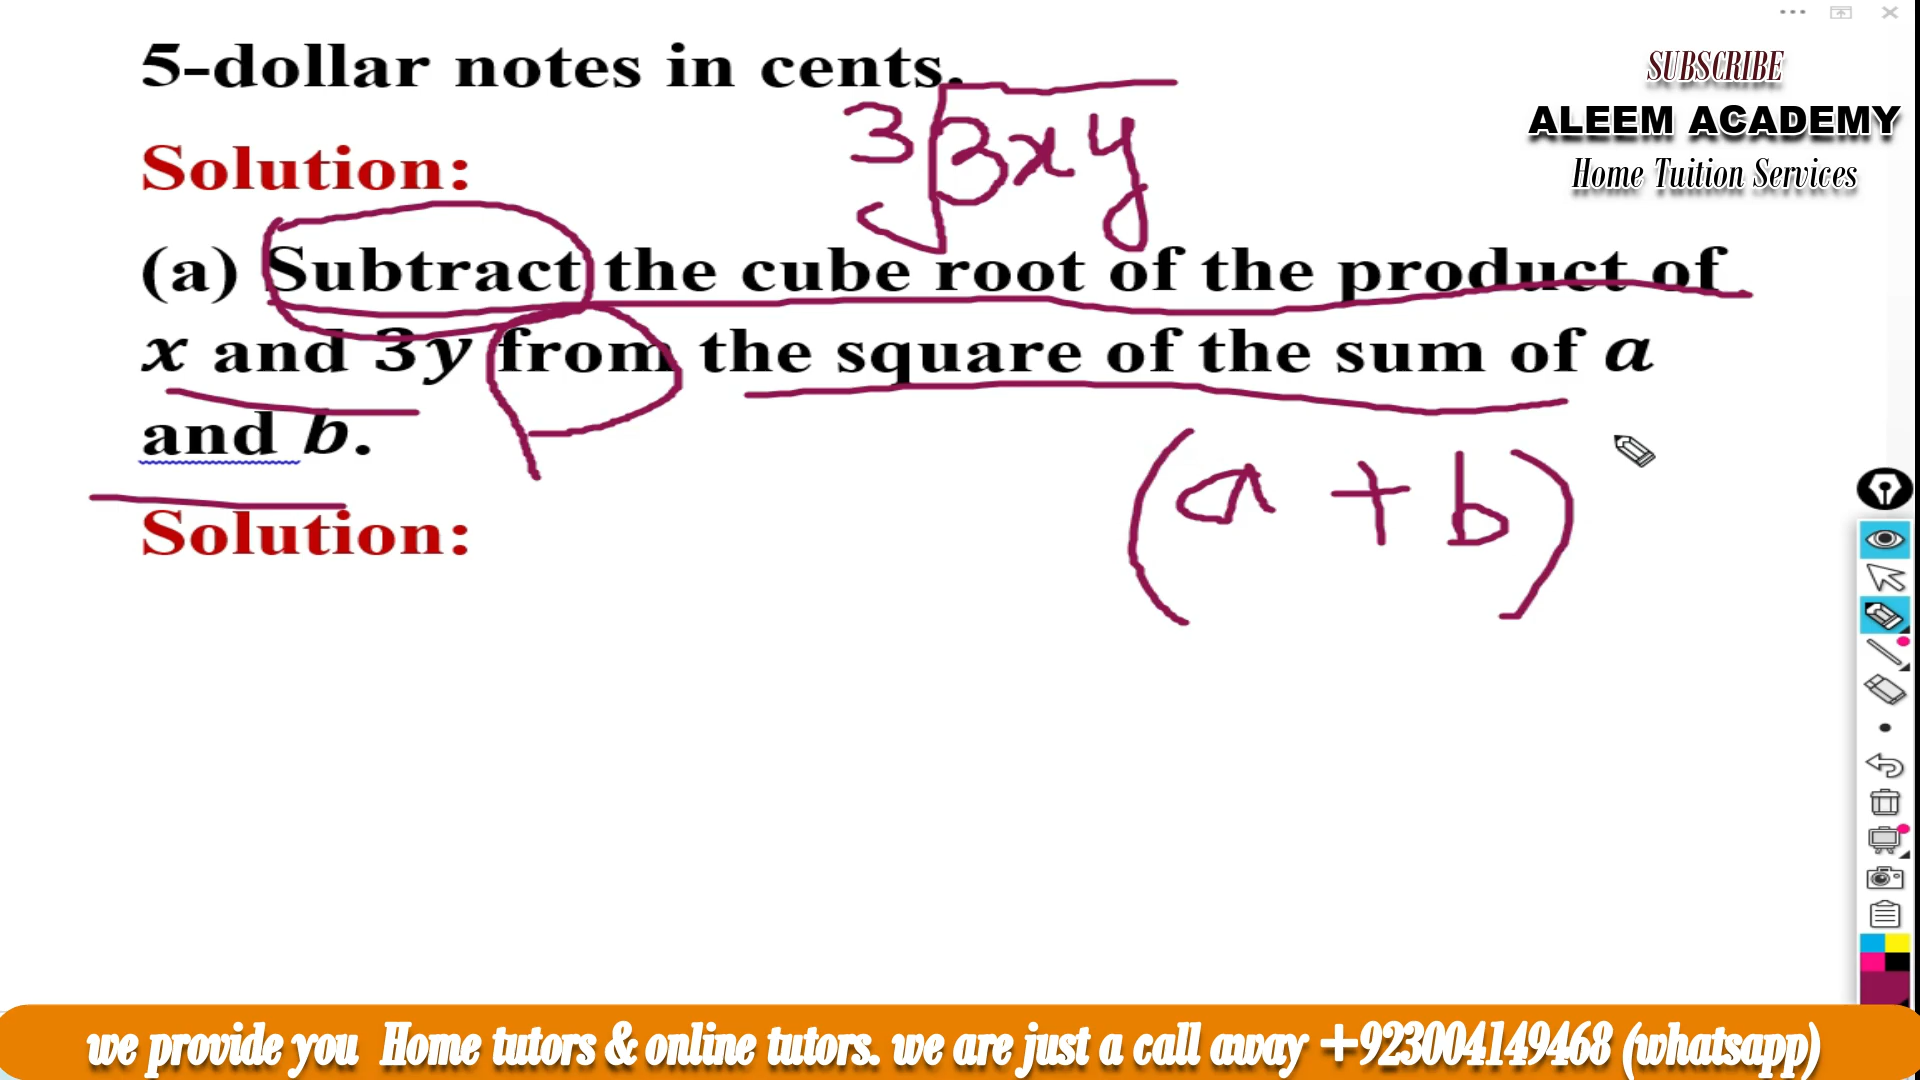 5-dollar notes in cents.
SUBSCRIBE
ALEEM ACADEMY
Home Tuition Services
∛3xy
Solution:
(a) Subtract the cube root of the product of
x and 3y from the square of the sum of a
and b.
(a + b)
Solution:
we provide you Home tutors & online tutors. we are just a call away +923004149468 (whatsapp)